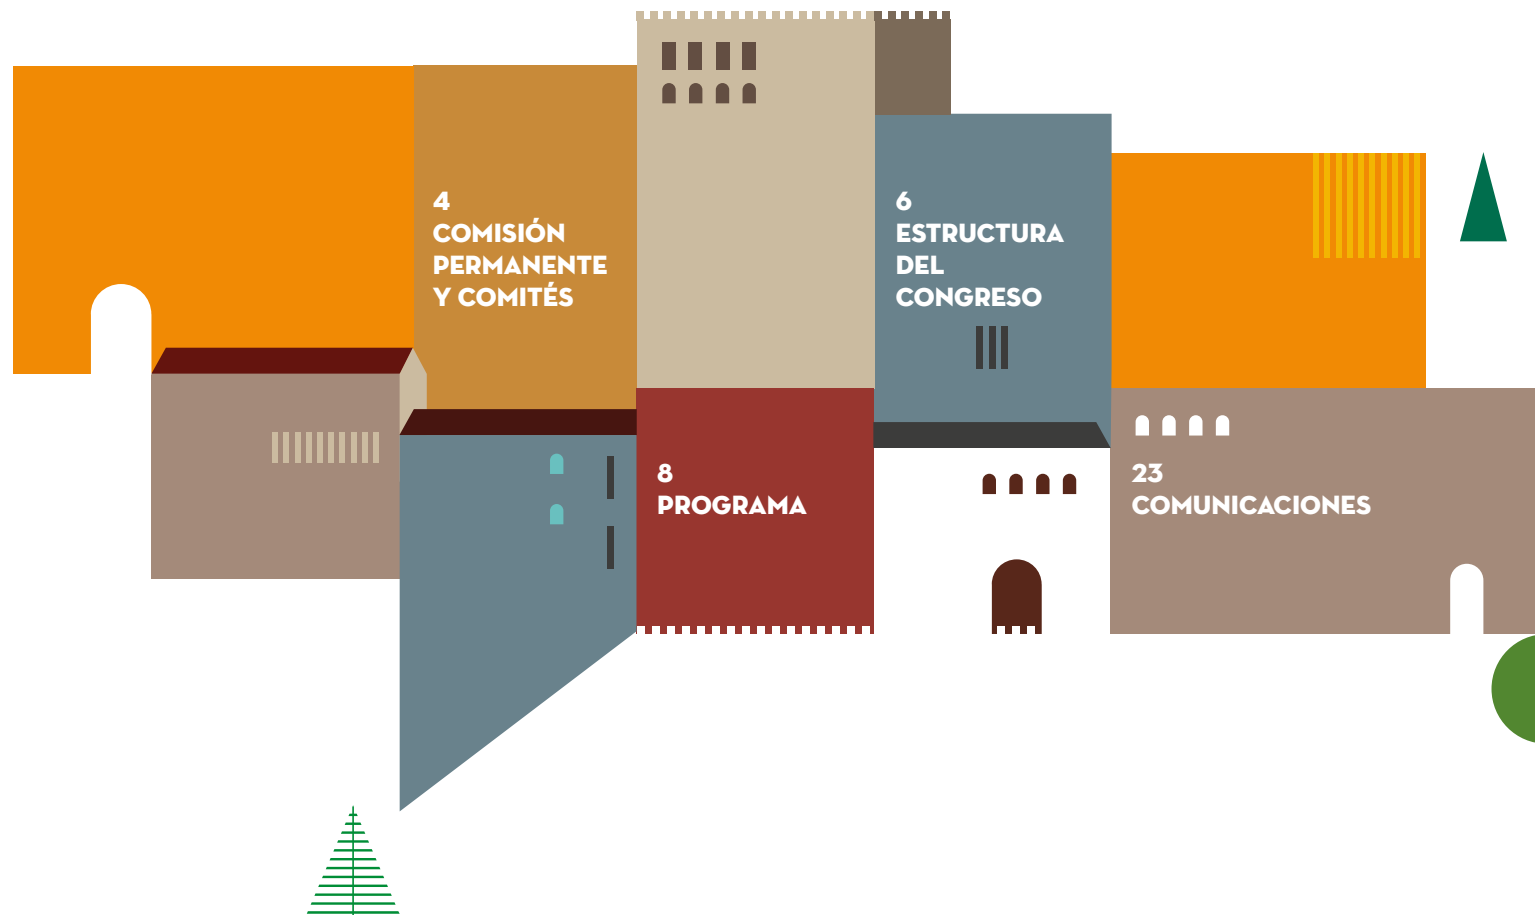 4
COMISIÓN
PERMANENTE
Y COMITÉS
6
ESTRUCTURA
DEL
CONGRESO
8
PROGRAMA
23
COMUNICACIONES